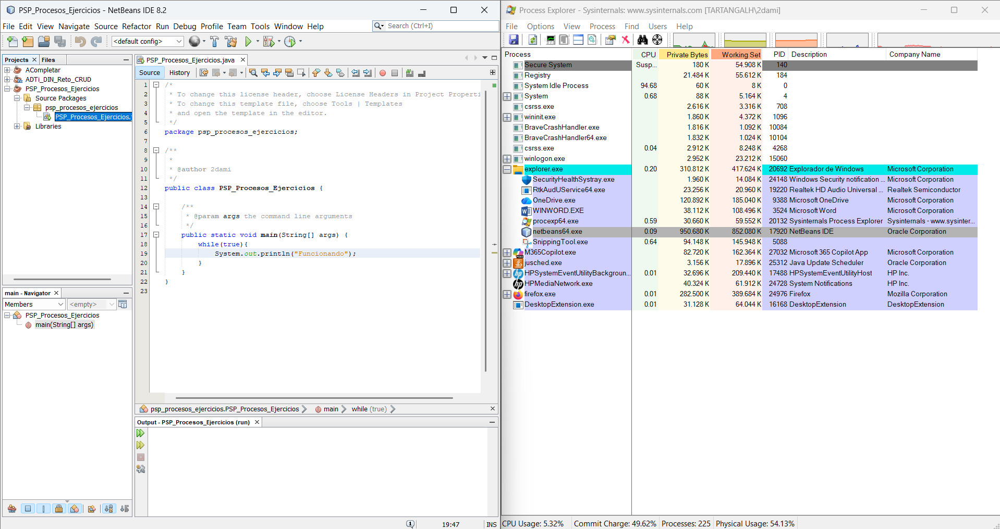 PSP_Procesos_Ejercicios - NetBeans IDE 8.2
File Edit View Navigate Source Refactor Run Debug Profile Team Tools Window Help
Search (Ctrl+I)
<default config>
Projects
Files
ACompletar
ADTi_DIN_Reto_CRUD
PSP_Procesos_Ejercicios
Source Packages
psp_procesos_ejercicios
PSP_Procesos_Ejercicios.
Libraries
main - Navigator
Members
<empty>
PSP_Procesos_Ejercicios
main(String[] args)
PSP_Procesos_Ejercicios.java
Source History
1 /*
2 * To change this license header, choose License Headers in Project Properti
3 * To change this template file, choose Tools | Templates
4 * and open the template in the editor.
5 */
6 package psp_procesos_ejercicios;
7
8 /**
9 *
10 * @author 2dami
11 */
12 public class PSP_Procesos_Ejercicios {
13
14 /**
15 * @param args the command line arguments
16 */
17 public static void main(String[] args) {
18 while(true){
19 System.out.println("Funcionando");
20 }
21 }
22 }
23
psp_procesos_ejercicios.PSP_Procesos_Ejercicios
main
while (true)
Output - PSP_Procesos_Ejercicios (run)
1
19:47
INS
Process Explorer - Sysinternals: www.sysinternals.com [TARTANGALH\2dami]
File Options View Process Find Users Help
Process CPU Private Bytes Working Set PID Description Company Name
Secure System Susp... 180 K 54.908 K 140
Registry 21.484 K 55.612 K 184
System Idle Process 94.68 60 K 8 K 0
System 0.68 88 K 5.164 K 4
csrss.exe 2.616 K 3.316 K 708
wininit.exe 1.860 K 4.372 K 1096
BraveCrashHandler.exe 1.816 K 1.092 K 10084
BraveCrashHandler64.exe 1.832 K 1.024 K 10104
csrss.exe 0.04 2.912 K 8.248 K 4268
winlogon.exe 2.952 K 23.212 K 15060
explorer.exe 0.20 310.812 K 417.624 K 20692 Explorador de Windows Microsoft Corporation
SecurityHealthSystray.exe 1.960 K 14.084 K 24148 Windows Security notification ... Microsoft Corporation
RtkAudUService64.exe 23.256 K 20.960 K 19220 Realtek HD Audio Universal ... Realtek Semiconductor
OneDrive.exe 120.892 K 185.040 K 9388 Microsoft OneDrive Microsoft Corporation
WINWORD.EXE 38.112 K 108.496 K 3524 Microsoft Word Microsoft Corporation
procexp64.exe 0.59 30.660 K 59.552 K 20132 Sysinternals Process Explorer Sysinternals - www.sysinter...
netbeans64.exe 0.09 950.680 K 852.080 K 17920 NetBeans IDE Oracle Corporation
SnippingTool.exe 0.64 94.148 K 145.948 K 5088
M365Copilot.exe 82.720 K 162.364 K 27032 Microsoft 365 Copilot App Microsoft Corporation
jusched.exe 3.156 K 17.896 K 25312 Java Update Scheduler Oracle Corporation
HPSystemEventUtilityBackgroun... 0.01 32.696 K 209.440 K 17488 HPSystemEventUtilityHost HP Inc.
HPMediaNetwork.exe 40.324 K 61.912 K 24728 System Notifications HP Inc.
firefox.exe 0.01 282.500 K 389.684 K 24976 Firefox Mozilla Corporation
DesktopExtension.exe 0.01 31.128 K 64.044 K 16168 DesktopExtension DesktopExtension
CPU Usage: 5.32% Commit Charge: 49.62% Processes: 225 Physical Usage: 54.13%